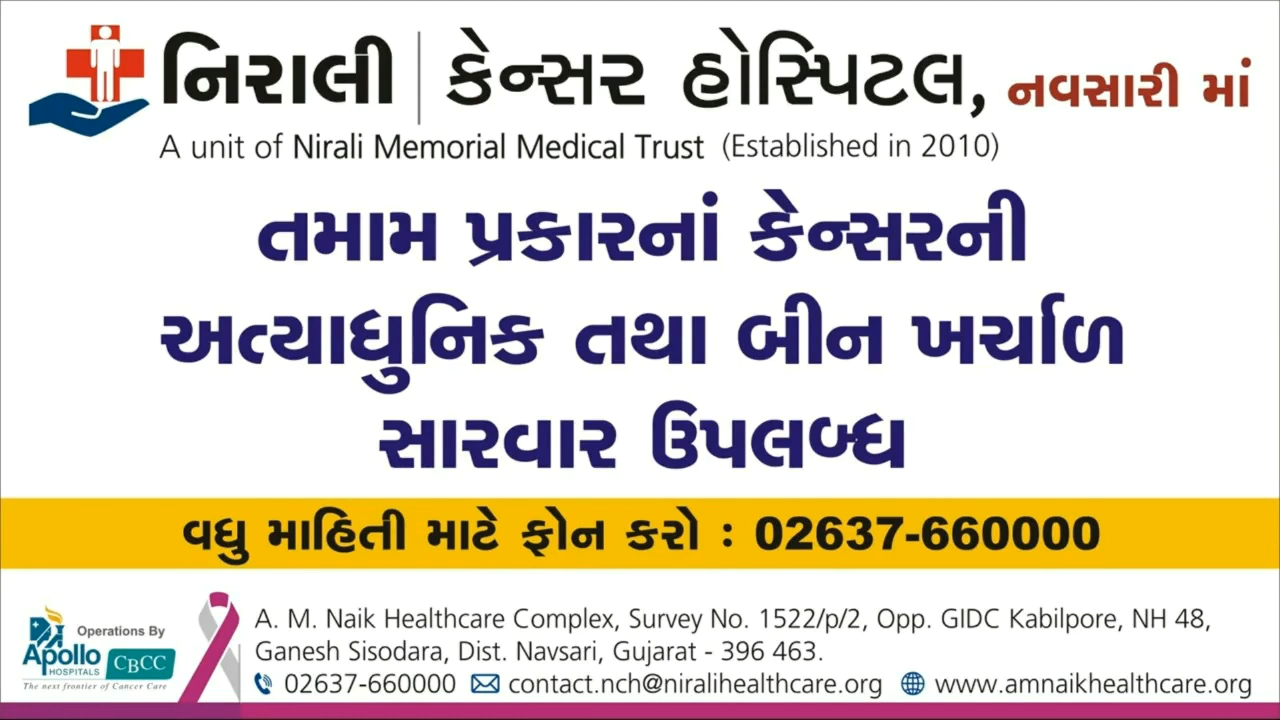 નિરાલી | કેન્સર હોસ્પિટલ, નવસારી માં
A unit of Nirali Memorial Medical Trust (Established in 2010)
તમામ પ્રકારનાં કેન્સરની
અત્યાધુનિક તથા બીન ખર્ચાળ
સારવાર ઉપલબ્ધ
વધુ માહિતી માટે ફોન કરો : 02637-660000
Operations By
Apollo
HOSPITALS
CBCC
The next frontier of Cancer Care
A. M. Naik Healthcare Complex, Survey No. 1522/p/2, Opp. GIDC Kabilpore, NH 48,
Ganesh Sisodara, Dist. Navsari, Gujarat - 396 463.
02637-660000 contact.nch@niralihealthcare.org www.amnaikhealthcare.org